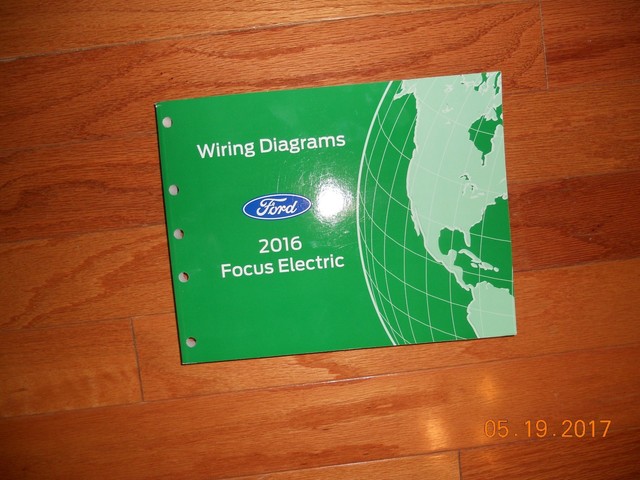 Wiring Diagrams
Ford
2016
Focus Electric
05.19.2017